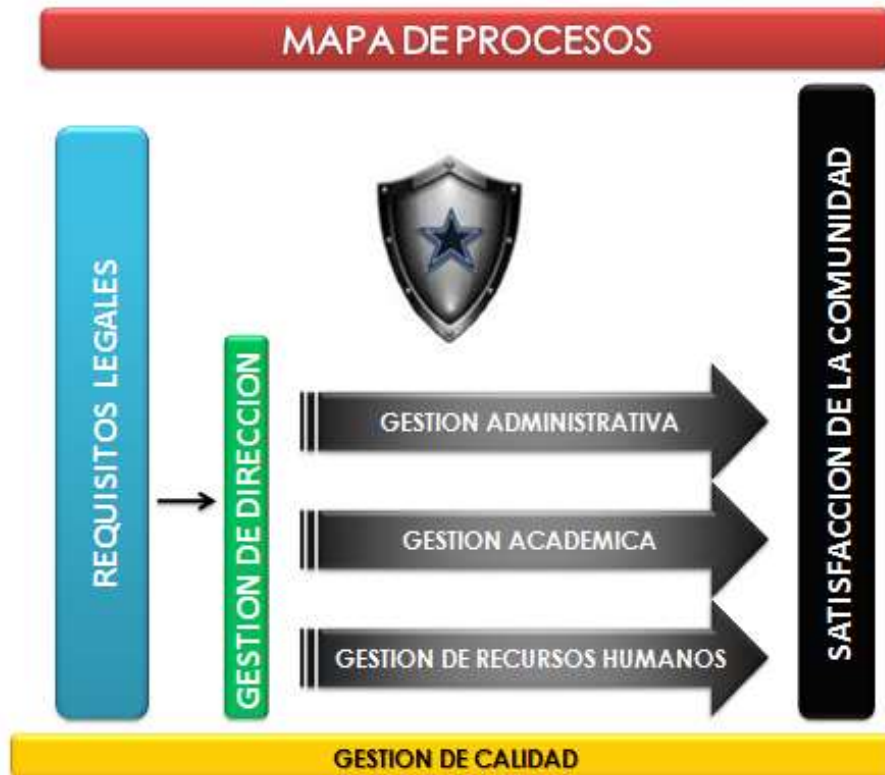 MAPA DE PROCESOS
REQUISITOS LEGALES
GESTION DE DIRECCION
GESTION ADMINISTRATIVA
GESTION ACADEMICA
GESTION DE RECURSOS HUMANOS
SATISFACCION DE LA COMUNIDAD
GESTION DE CALIDAD